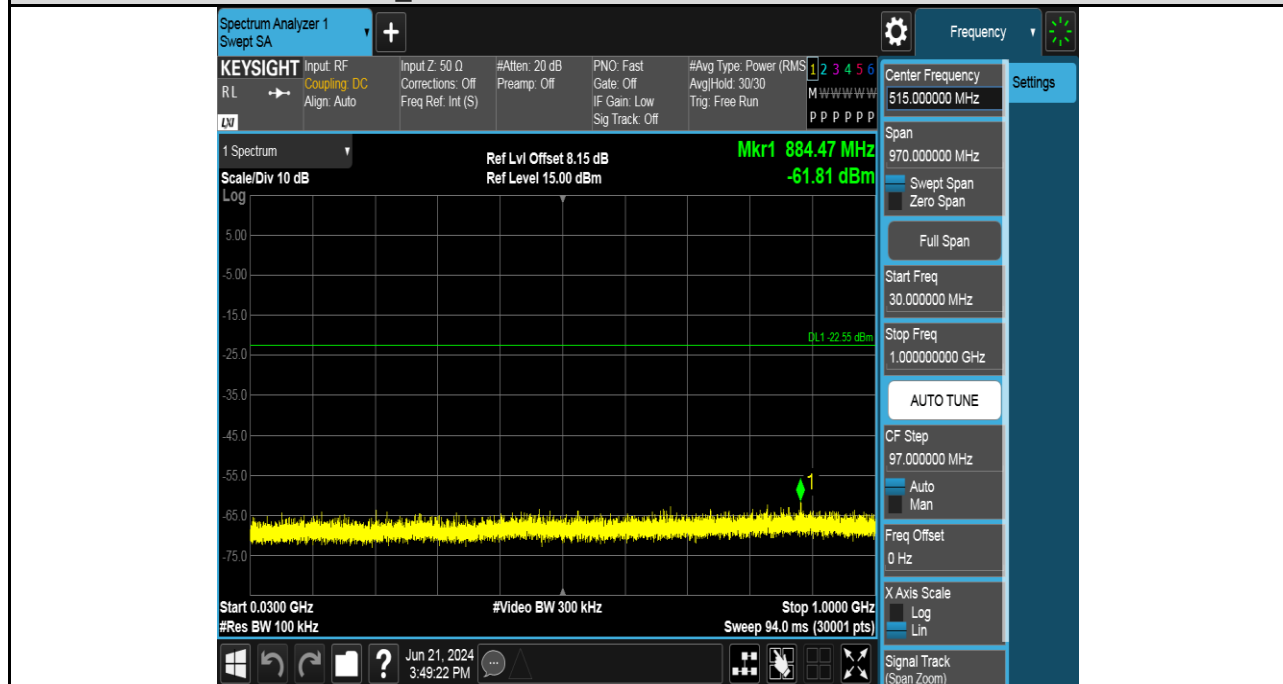 Spectrum Analyzer 1
Swept SA
+
Frequency
KEYSIGHT
RL
LXI
Input: RF
Coupling: DC
Align: Auto
Input Z: 50 Ω
Corrections: Off
Freq Ref: Int (S)
#Atten: 20 dB
Preamp: Off
PNO: Fast
Gate: Off
IF Gain: Low
Sig Track: Off
#Avg Type: Power (RMS
Avg|Hold: 30/30
Trig: Free Run
1 2 3 4 5 6
M W W W W W
P P P P P P
1 Spectrum
Scale/Div 10 dB
Ref Lvl Offset 8.15 dB
Ref Level 15.00 dBm
Mkr1 884.47 MHz
-61.81 dBm
Log
5.00
-5.00
-15.0
DL1 -22.55 dBm
-25.0
-35.0
-45.0
-55.0
1
-65.0
-75.0
Start 0.0300 GHz
#Res BW 100 kHz
#Video BW 300 kHz
Stop 1.0000 GHz
Sweep 94.0 ms (30001 pts)
?
Jun 21, 2024
3:49:22 PM
Center Frequency
515.000000 MHz
Span
970.000000 MHz
Swept Span
Zero Span
Full Span
Start Freq
30.000000 MHz
Stop Freq
1.000000000 GHz
AUTO TUNE
CF Step
97.000000 MHz
Auto
Man
Freq Offset
0 Hz
X Axis Scale
Log
Lin
Signal Track
(Span Zoom)
Settings